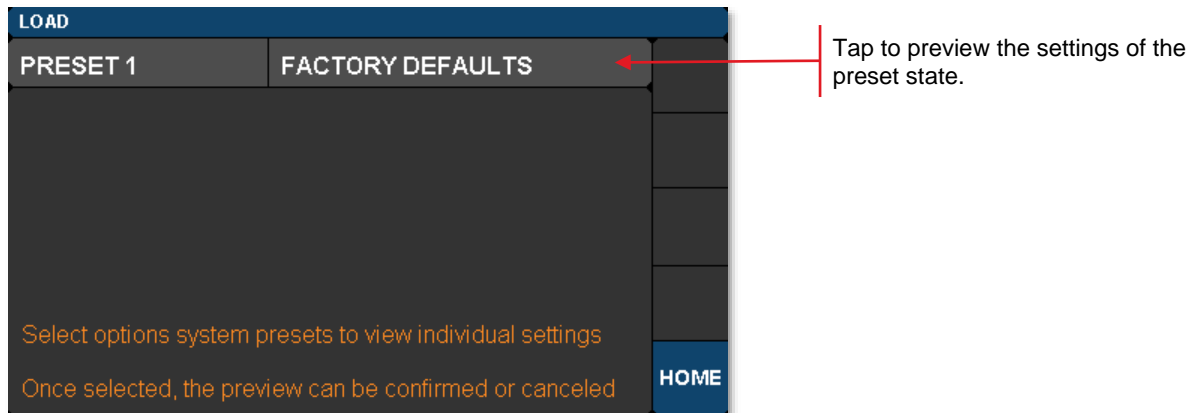 LOAD
PRESET 1 FACTORY DEFAULTS
Tap to preview the settings of the
preset state.
Select options system presets to view individual settings
Once selected, the preview can be confirmed or canceled
HOME